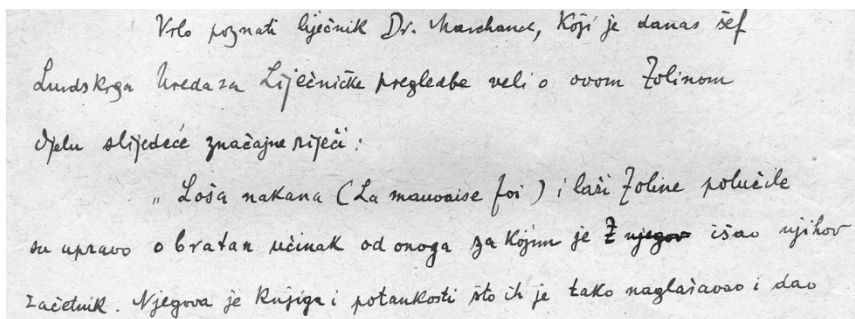 Vrlo poznati liječnik Dr. Marchand, koji je danas šef
Lurdskrga Ureda za Liječničke preglede veli o ovom Zolinom
djelu slijedeće značajne riječi:
„ Loša nakana (La mauvaise foi) i laži Zoline polučile
su upravo obratan učinak od onoga za kojim je Z njegov išao njihov
začetnik. Njegova je knjiga i potankosti što ih je tako naglašavao i dao